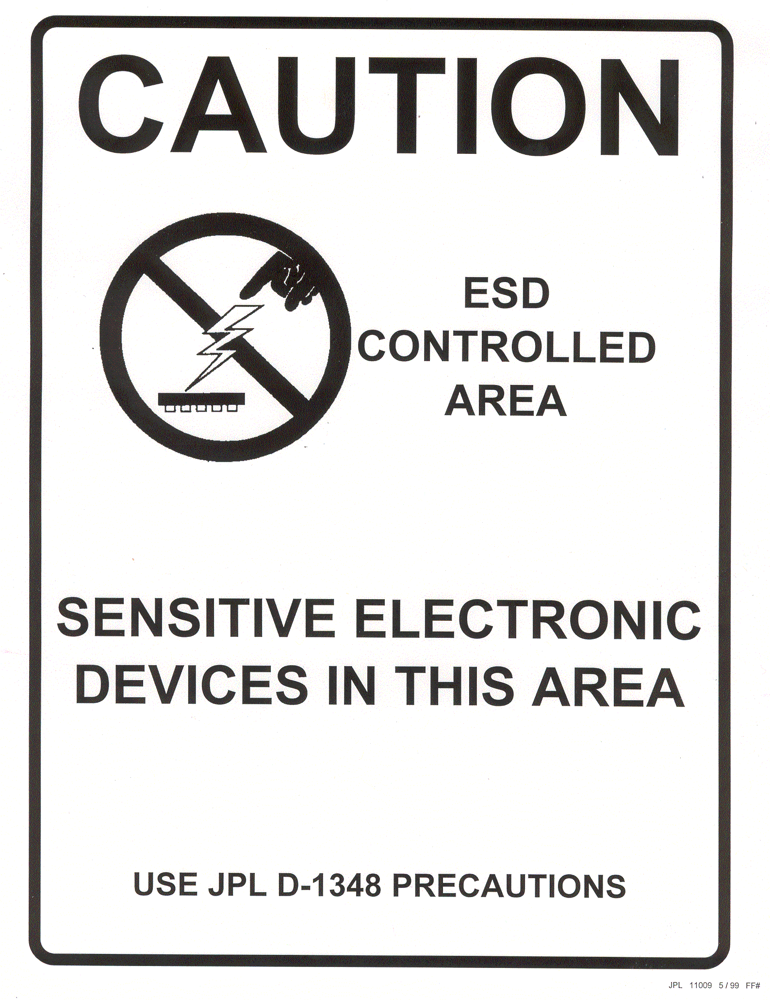 CAUTION
ESD
CONTROLLED
AREA
SENSITIVE ELECTRONIC
DEVICES IN THIS AREA
USE JPL D-1348 PRECAUTIONS
JPL 11009 5/99 FF#